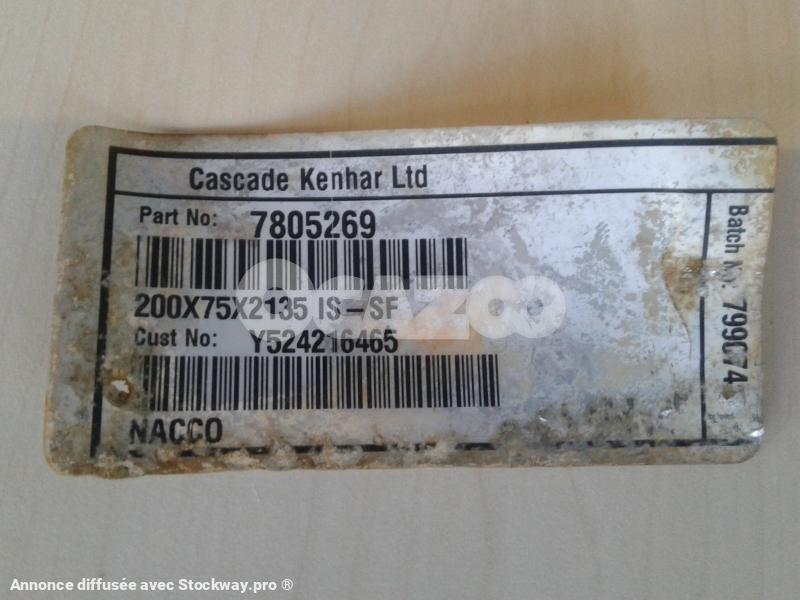 Cascade Kenhar Ltd
Part No: 7805269
200X75X2135 IS-SF
Cust No: Y524216465
NACCO
Batch No: 799C74
OCAZOO
Annonce diffusée avec Stockway.pro ®